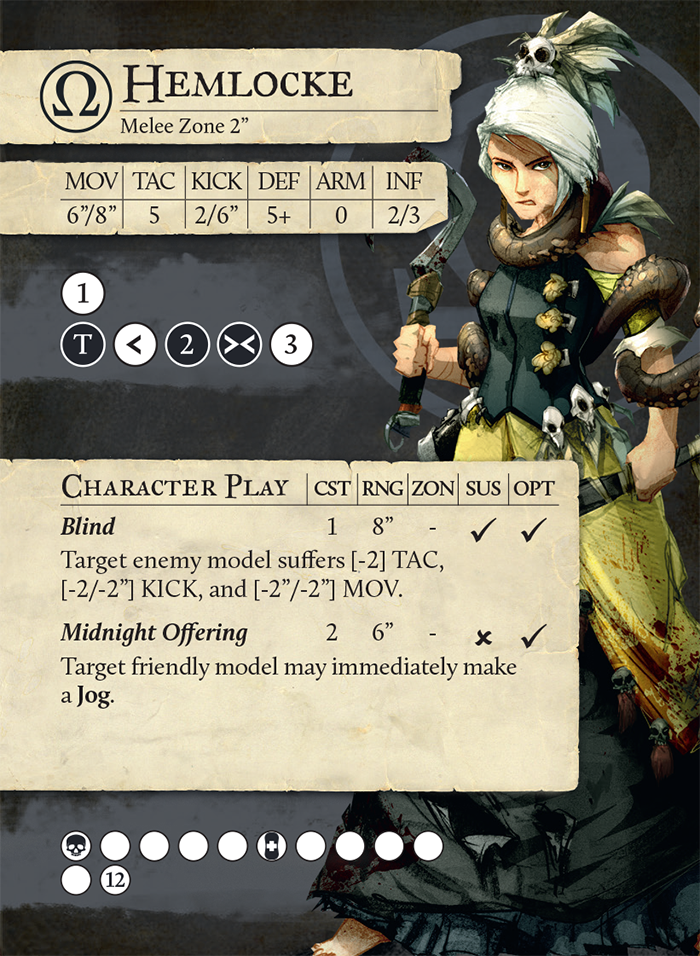 Ω HEMLOCKE
Melee Zone 2”
MOV TAC KICK DEF ARM INF
6”/8” 5 2/6” 5+ 0 2/3
1
T < 2 >< 3
CHARACTER PLAY CST RNG ZON SUS OPT
Blind 1 8” - ✓ ✓
Target enemy model suffers [-2] TAC,
[-2/-2”] KICK, and [-2”/-2”] MOV.
Midnight Offering 2 6” - ✗ ✓
Target friendly model may immediately make
a Jog.
12